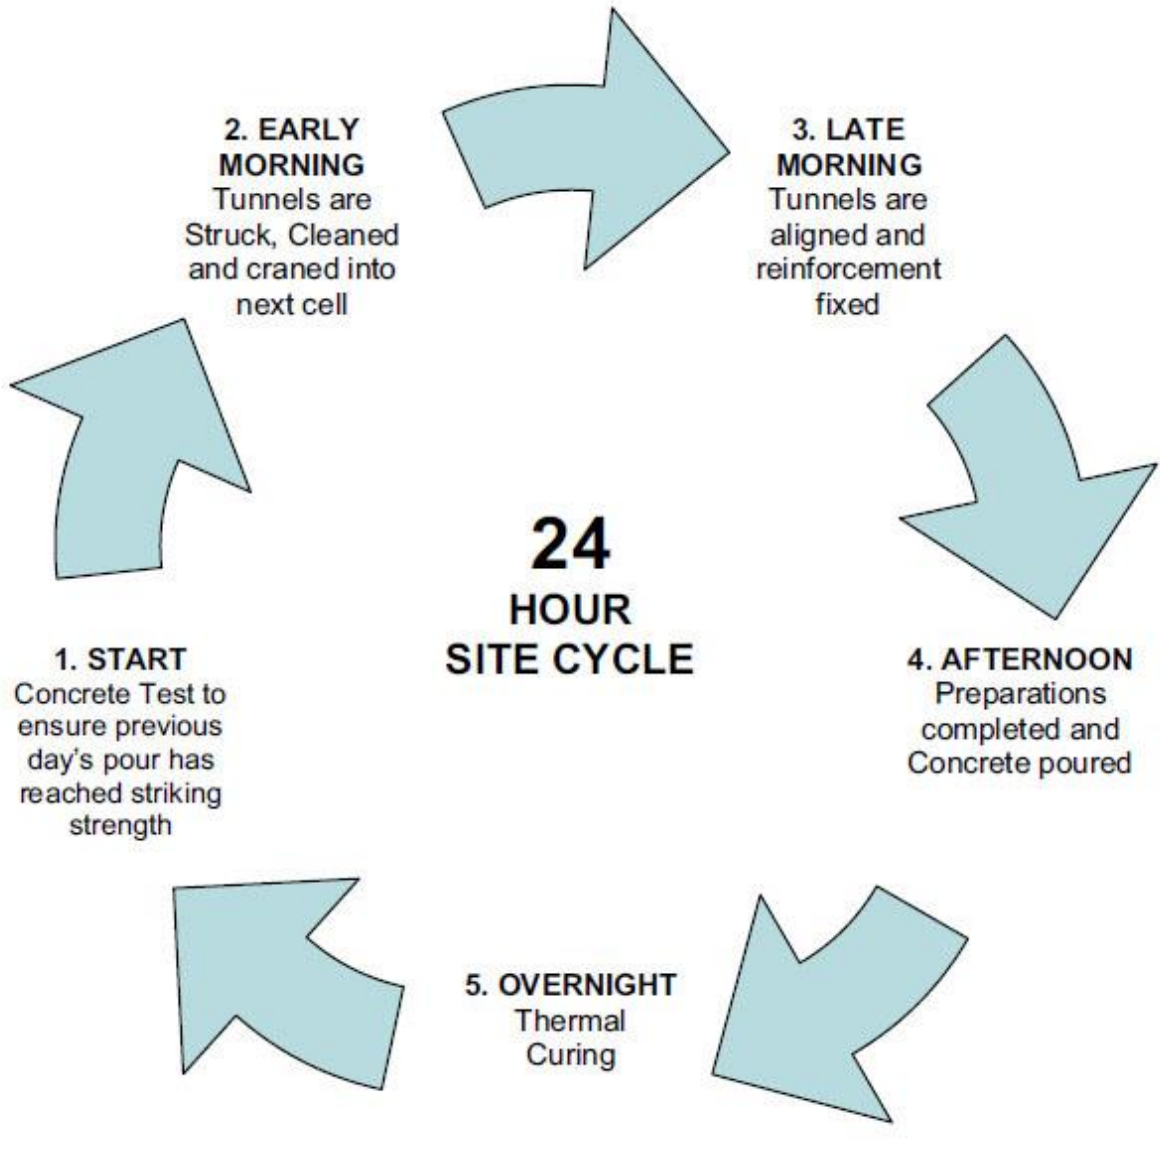 24
HOUR
SITE CYCLE
1. START
Concrete Test to
ensure previous
day's pour has
reached striking
strength
2. EARLY
MORNING
Tunnels are
Struck, Cleaned
and craned into
next cell
3. LATE
MORNING
Tunnels are
aligned and
reinforcement
fixed
4. AFTERNOON
Preparations
completed and
Concrete poured
5. OVERNIGHT
Thermal
Curing